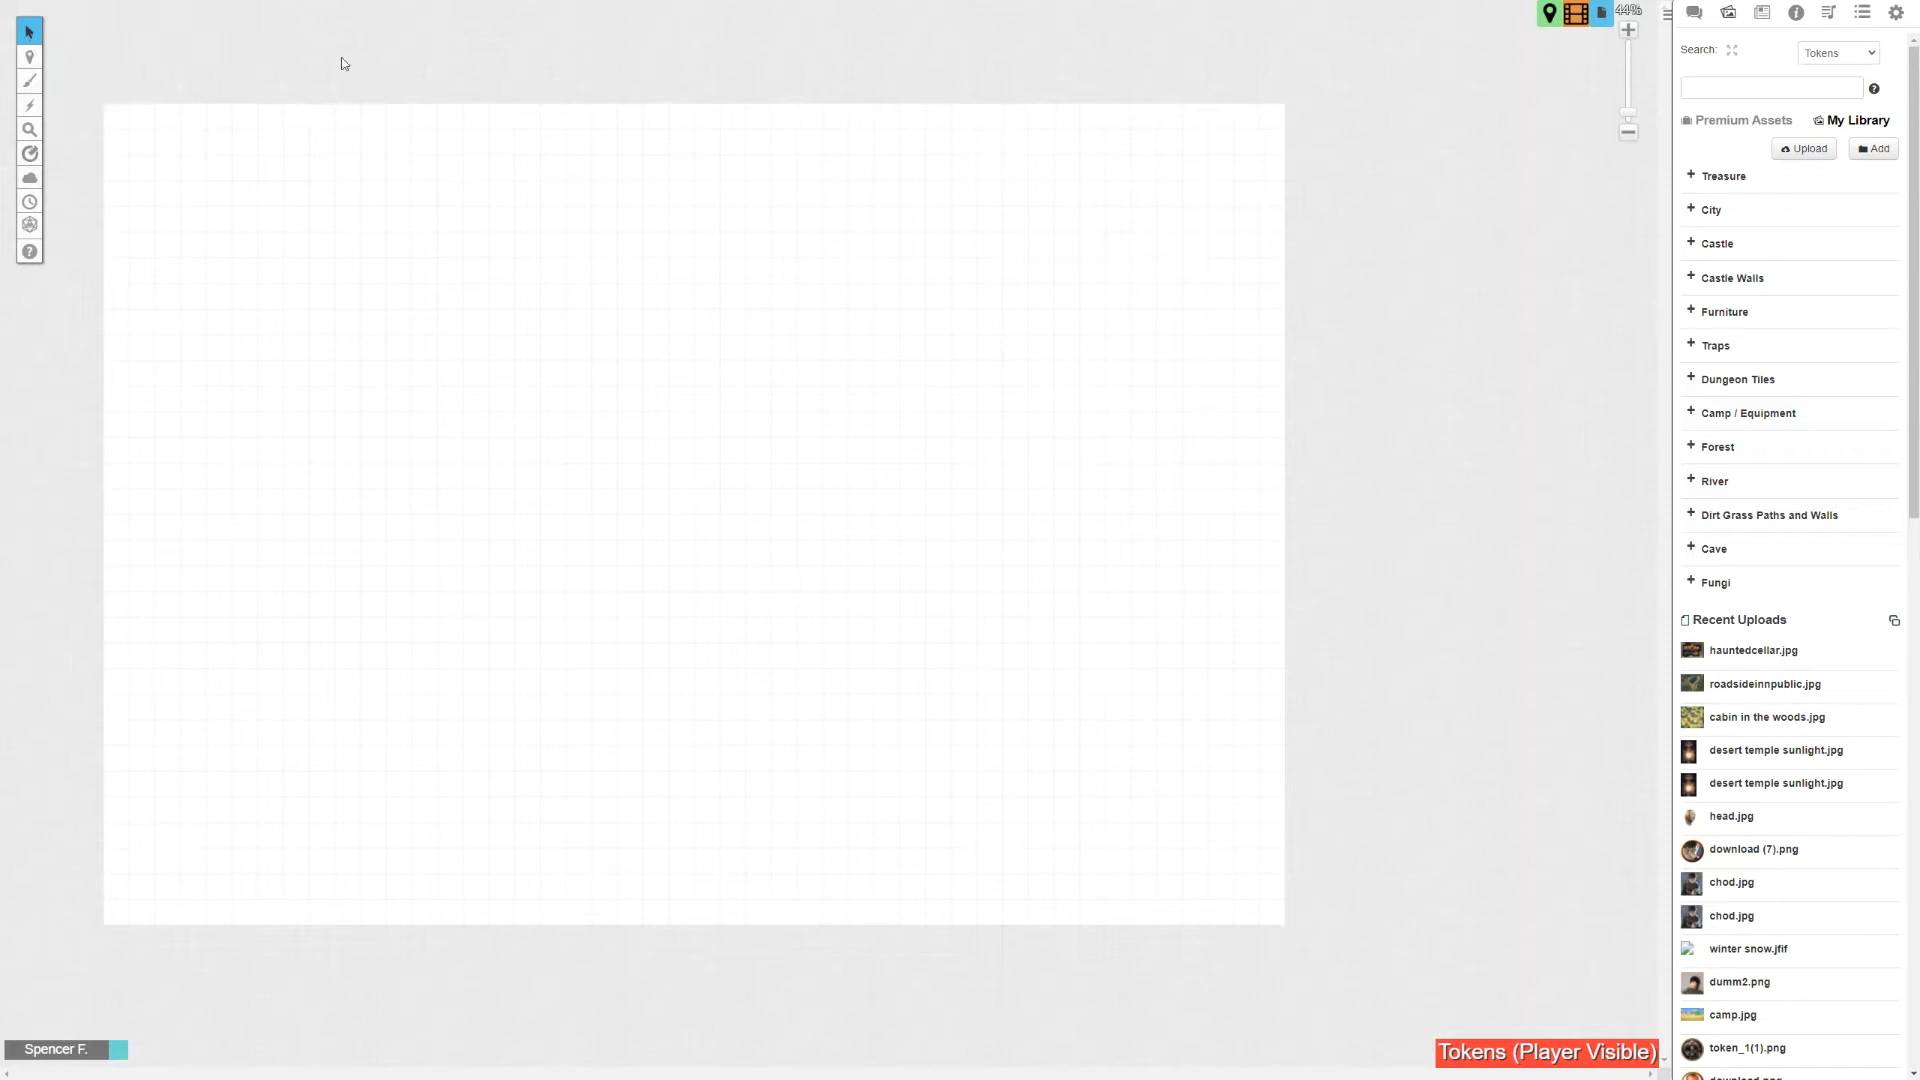 44%
Search:
Tokens
Premium Assets
My Library
Upload
Add
+ Treasure
+ City
+ Castle
+ Castle Walls
+ Furniture
+ Traps
+ Dungeon Tiles
+ Camp / Equipment
+ Forest
+ River
+ Dirt Grass Paths and Walls
+ Cave
+ Fungi
Recent Uploads
hauntedcellar.jpg
roadsideinnpublic.jpg
cabin in the woods.jpg
desert temple sunlight.jpg
desert temple sunlight.jpg
head.jpg
download (7).png
chod.jpg
chod.jpg
winter snow.jfif
dumm2.png
camp.jpg
token_1(1).png
download.png
Spencer F.
Tokens (Player Visible)